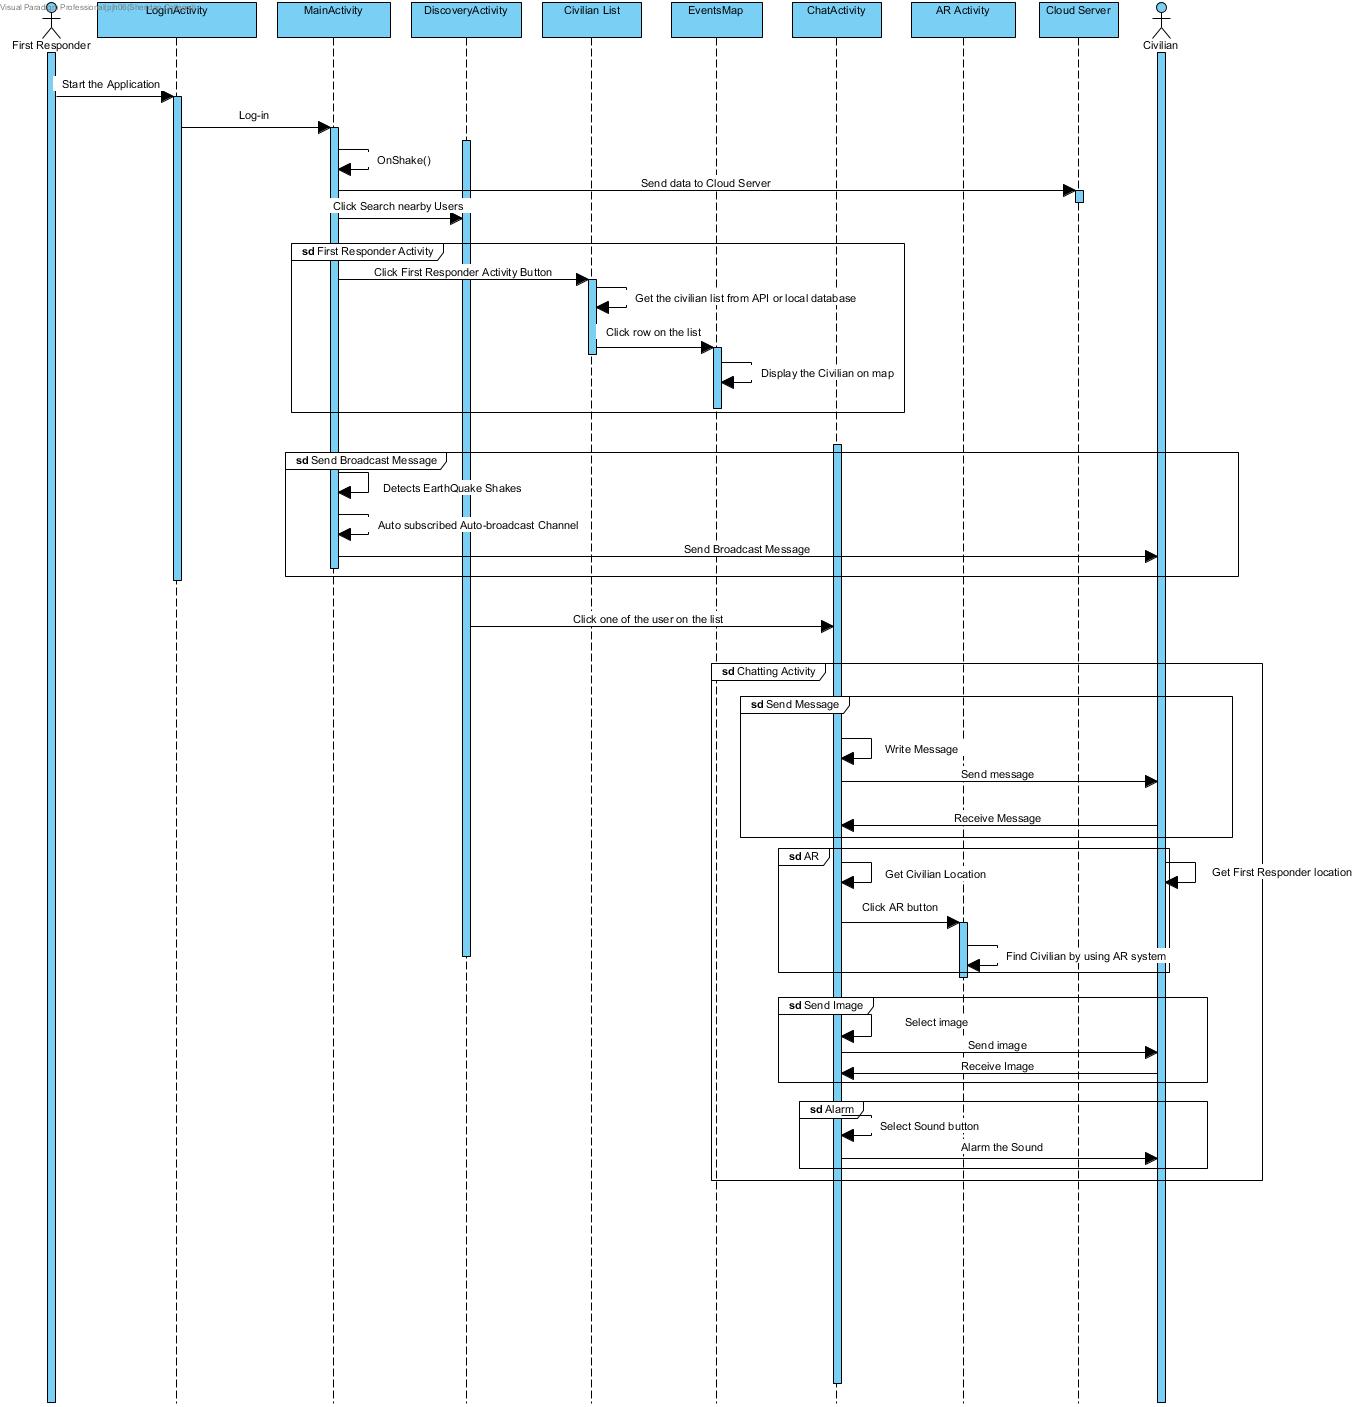 Visual Paradigm Professional
LoginActivity
MainActivity
DiscoveryActivity
Civilian List
EventsMap
ChatActivity
AR Activity
Cloud Server
First Responder
Civilian
Start the Application
Log-in
OnShake()
Send data to Cloud Server
Click Search nearby Users
sd First Responder Activity
Click First Responder Activity Button
Get the civilian list from API or local database
Click row on the list
Display the Civilian on map
sd Send Broadcast Message
Detects EarthQuake Shakes
Auto subscribed Auto-broadcast Channel
Send Broadcast Message
Click one of the user on the list
sd Chatting Activity
sd Send Message
Write Message
Send message
Receive Message
sd AR
Get Civilian Location
Get First Responder location
Click AR button
Find Civilian by using AR system
sd Send Image
Select image
Send image
Receive Image
sd Alarm
Select Sound button
Alarm the Sound